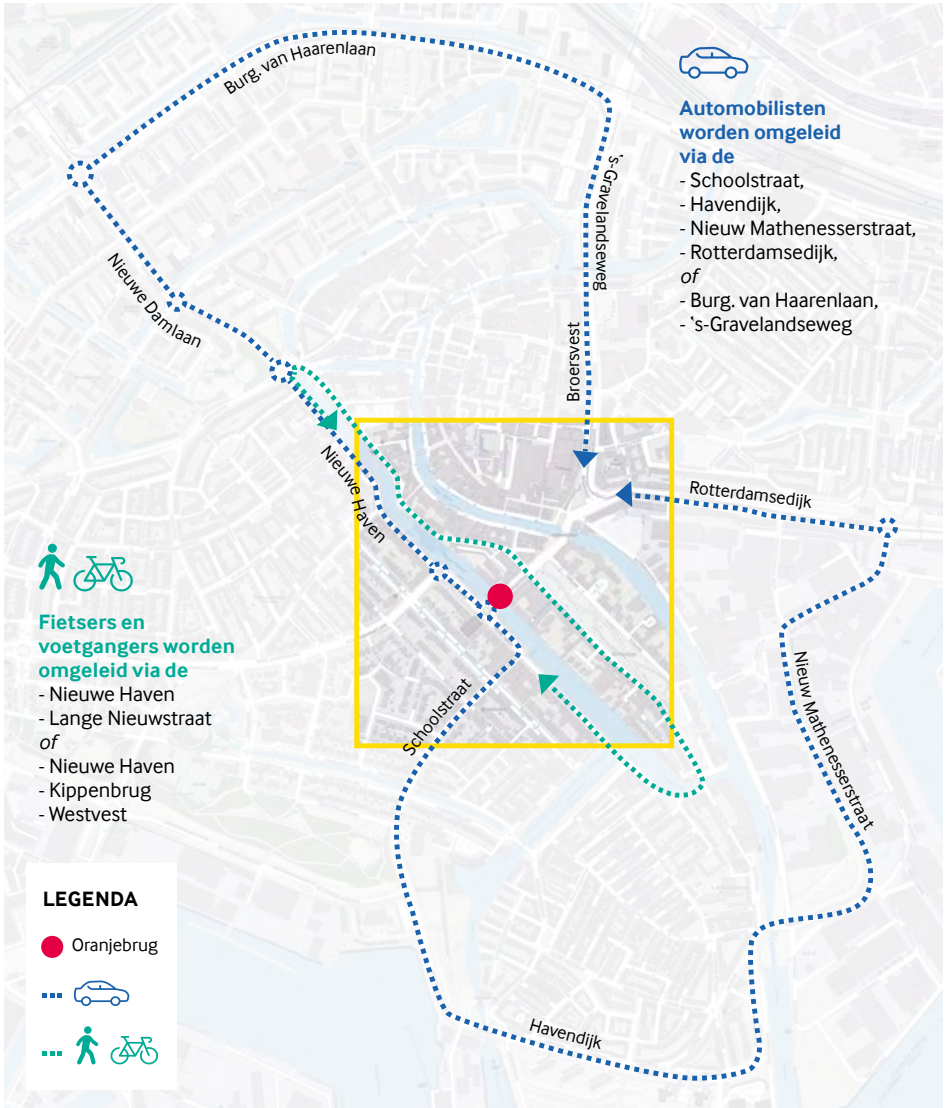 Burg. van Haarenlaan
Automobilisten
worden omgeleid
via de
- Schoolstraat,
- Havendijk,
- Nieuw Mathenesserstraat,
- Rotterdamsedijk,
of
- Burg. van Haarenlaan,
- 's-Gravelandseweg
's-Gravelandseweg
Nieuwe Damlaan
Broersvest
Nieuwe Haven
Rotterdamsedijk
Fietsers en
voetgangers worden
omgeleid via de
- Nieuwe Haven
- Lange Nieuwstraat
of
- Nieuwe Haven
- Kippenbrug
- Westvest
Schoolstraat
Nieuw Mathenesserstraat
LEGENDA
Oranjebrug
Havendijk